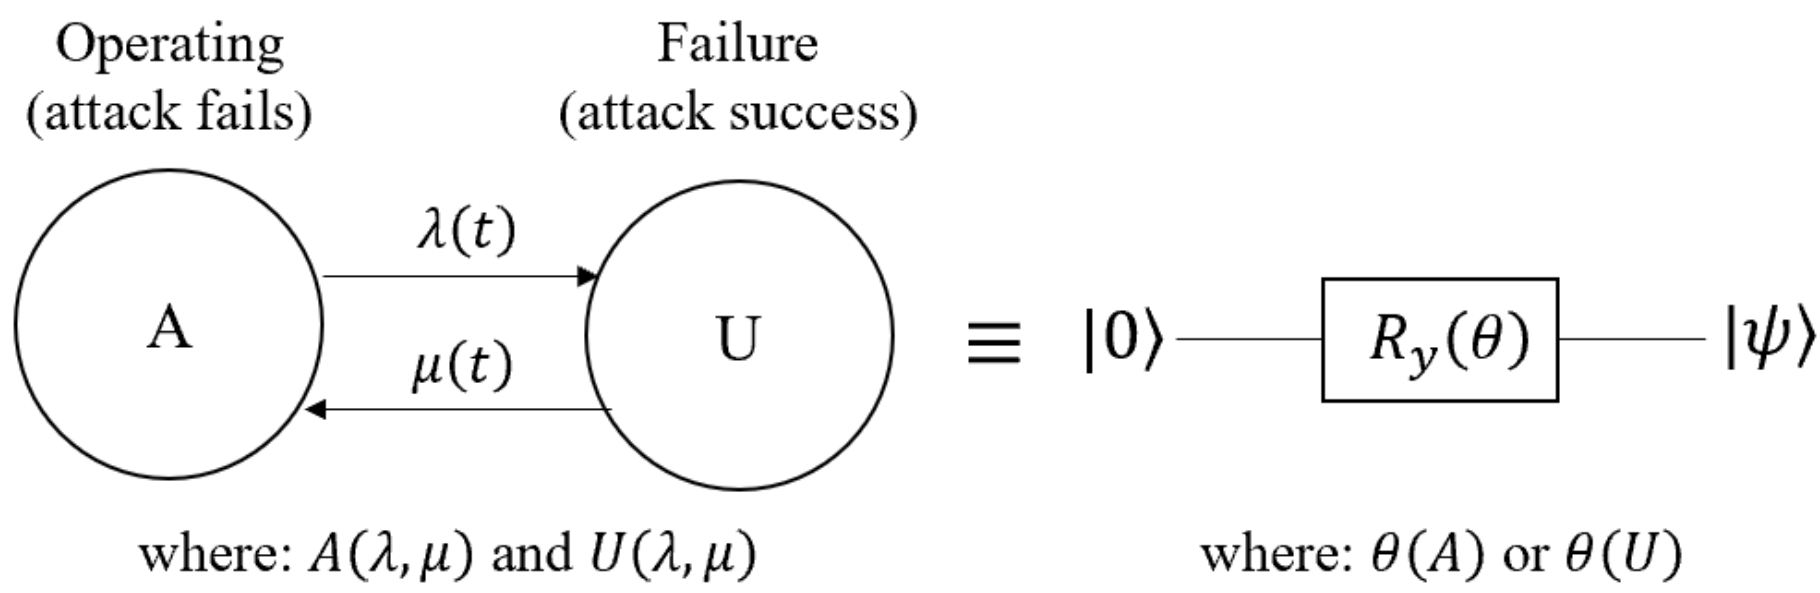 Operating
(attack fails)
Failure
(attack success)
A
λ(t)
μ(t)
U
≡
|0⟩
R_y(θ)
|ψ⟩
where: A(λ, μ) and U(λ, μ)
where: θ(A) or θ(U)